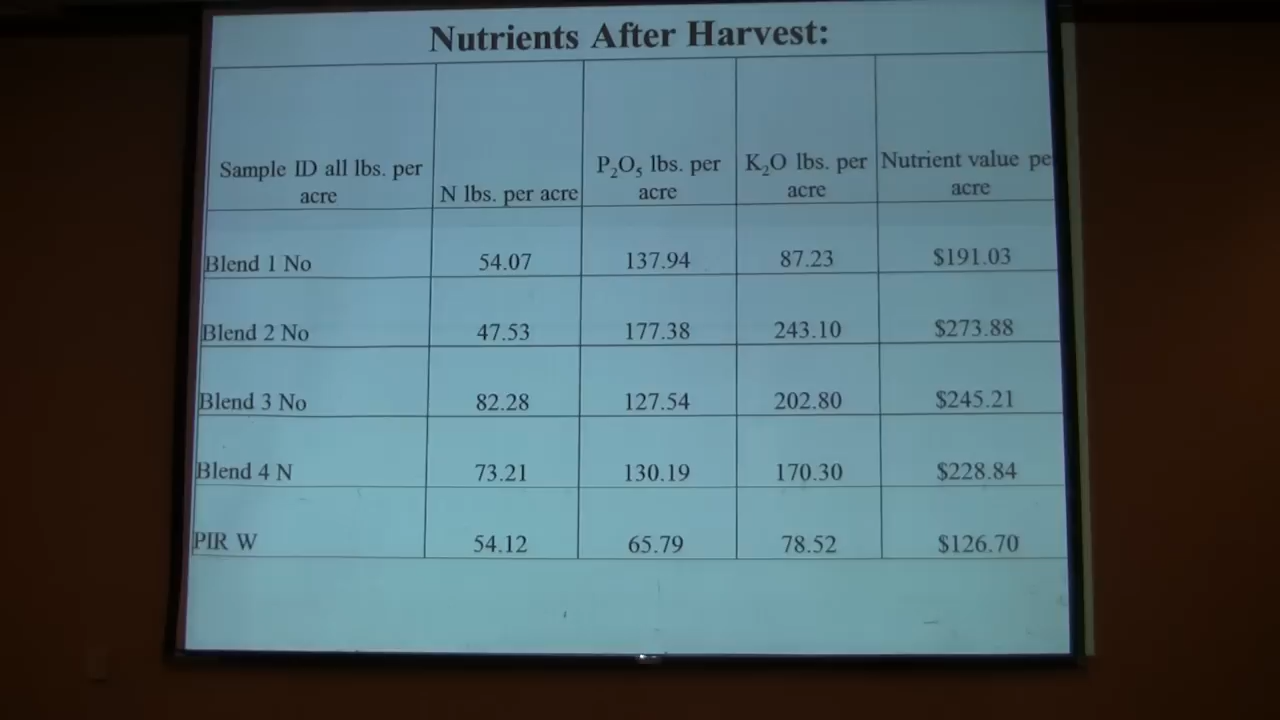 Nutrients After Harvest:
Sample ID all lbs. per
acre
N lbs. per acre
P₂O₅ lbs. per
acre
K₂O lbs. per
acre
Nutrient value pe
acre
Blend 1 No 54.07 137.94 87.23 $191.03
Blend 2 No 47.53 177.38 243.10 $273.88
Blend 3 No 82.28 127.54 202.80 $245.21
Blend 4 N 73.21 130.19 170.30 $228.84
PIR W 54.12 65.79 78.52 $126.70